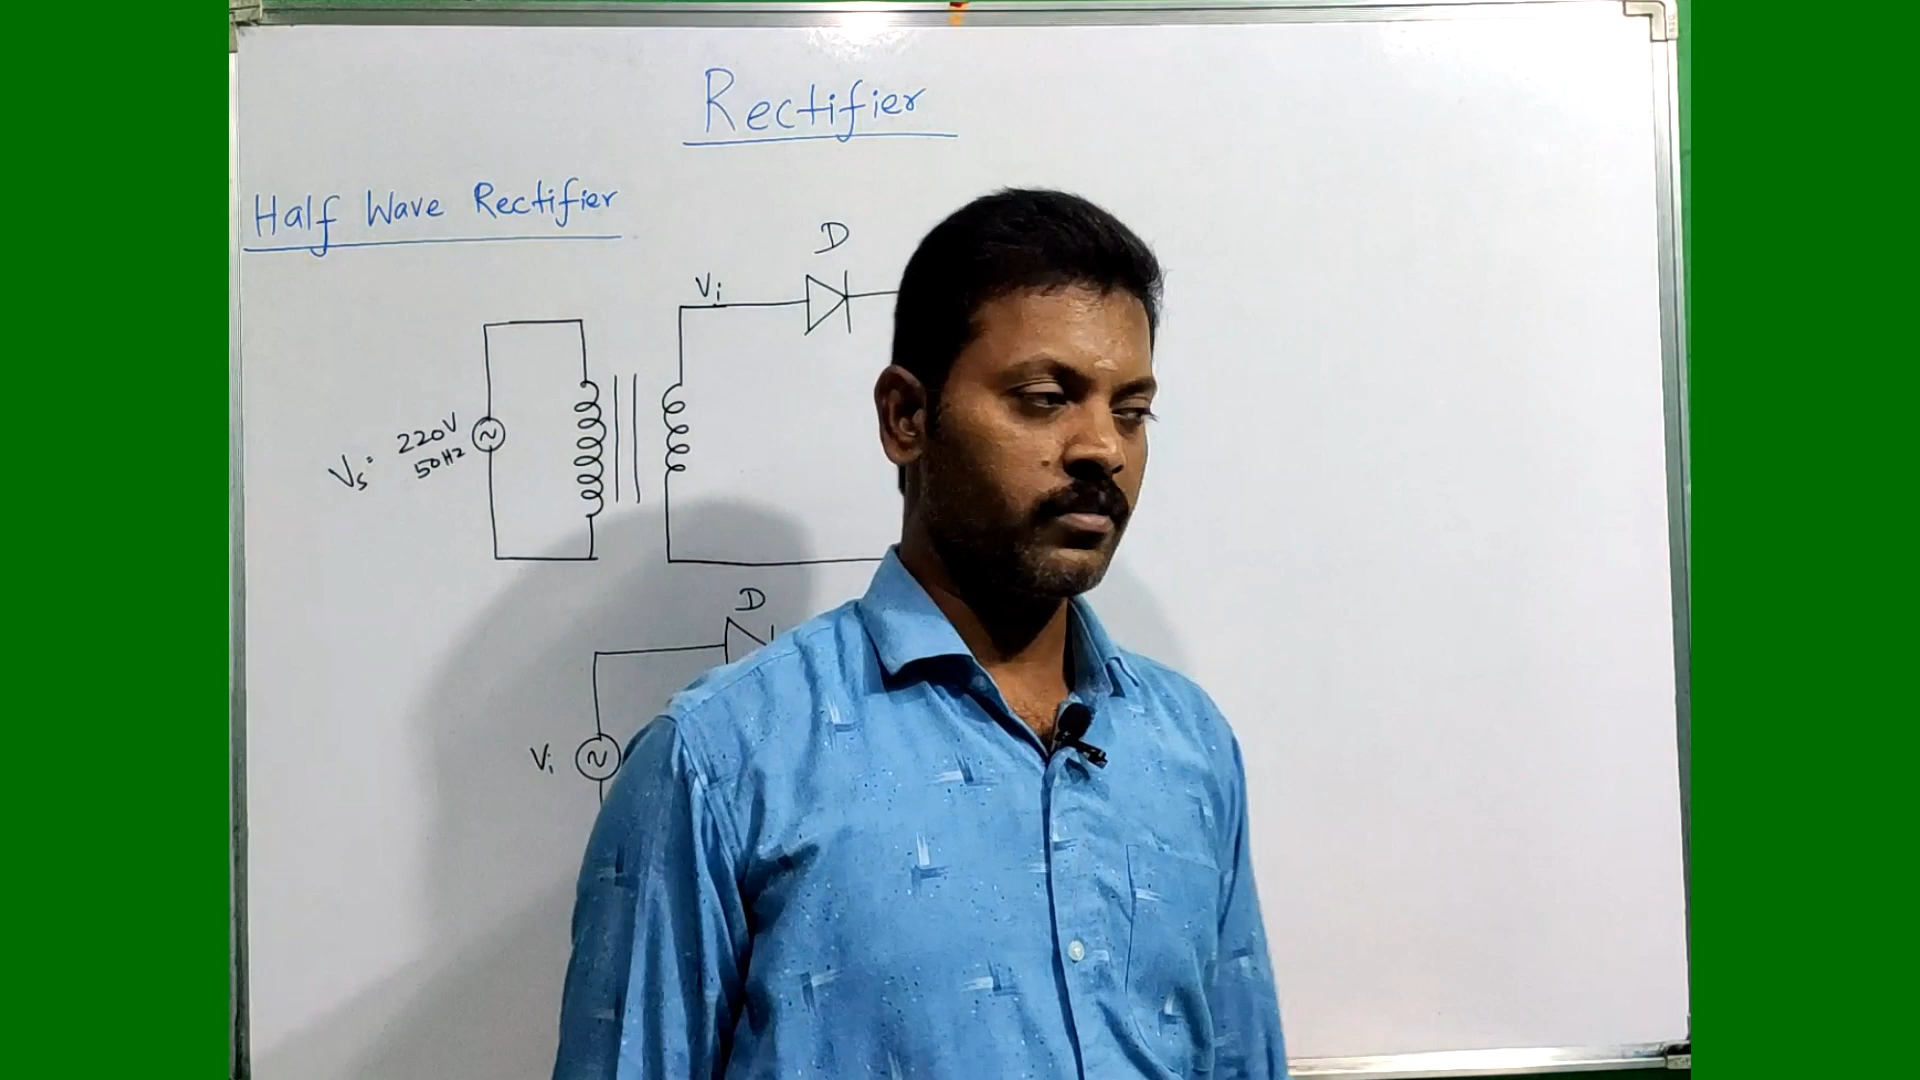 Rectifier
Half Wave Rectifier
D
Vi
Vs = 220V
50Hz
D
Vi